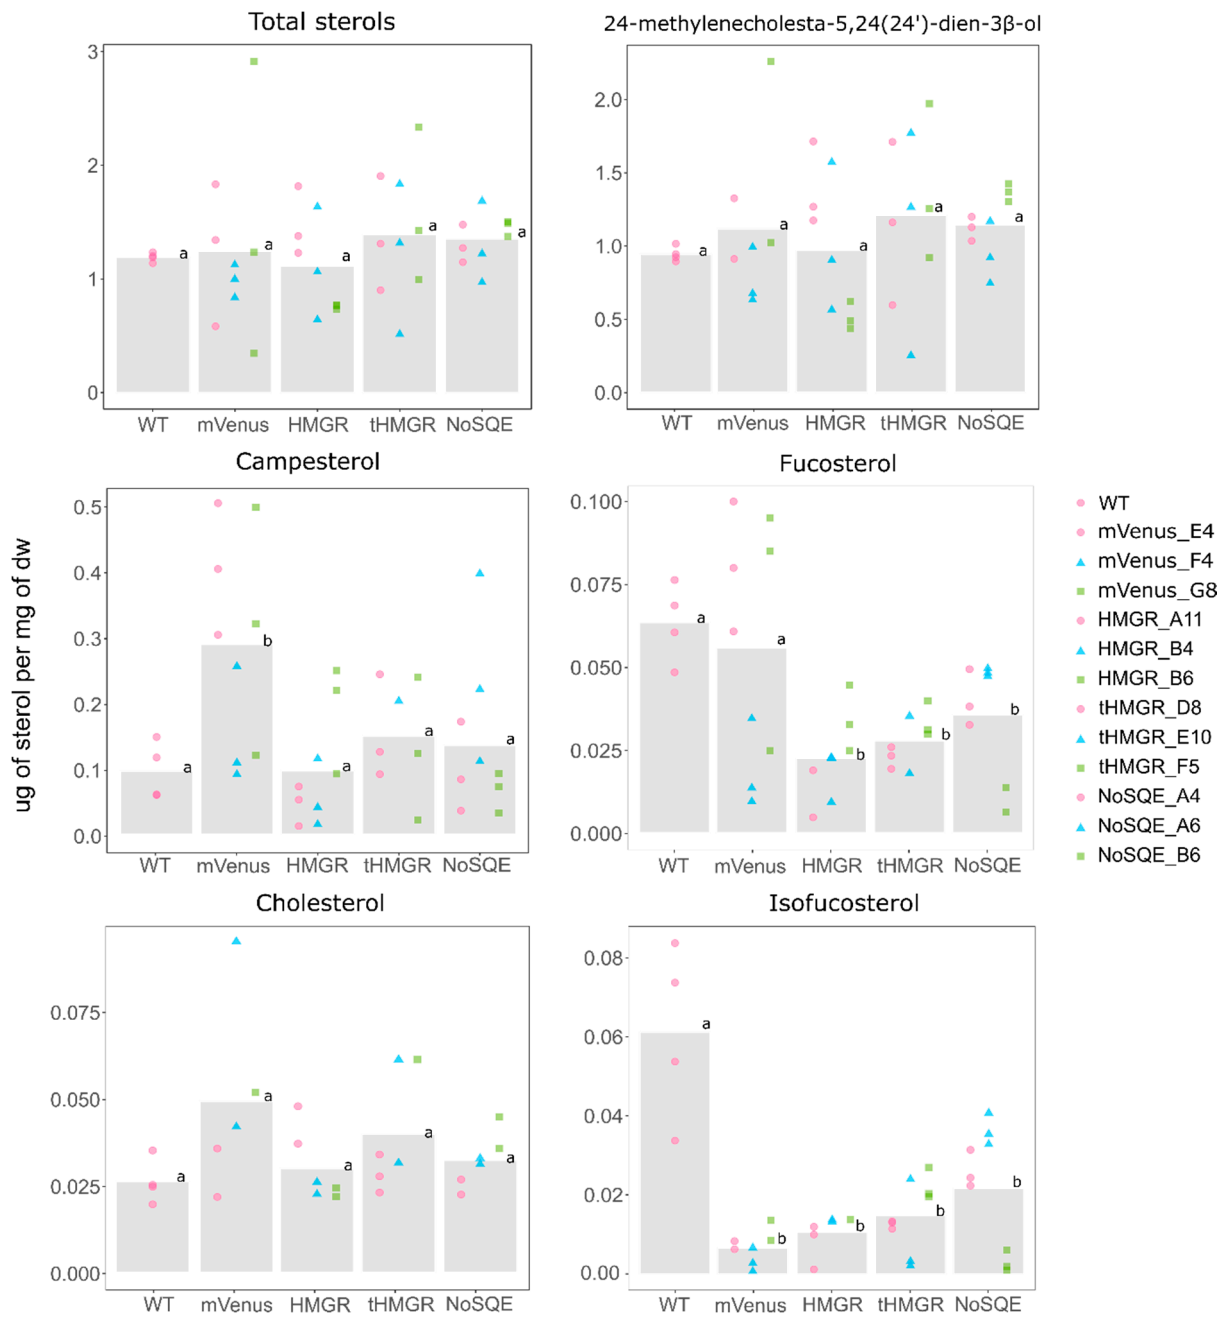 Total sterols
3
2
1
0
a
a
a
a
a
WT mVenus HMGR tHMGR NoSQE
24-methylenecholesta-5,24(24')-dien-3β-ol
2.0
1.5
1.0
0.5
0.0
a
a
a
a
a
WT mVenus HMGR tHMGR NoSQE
ug of sterol per mg of dw
Campesterol
0.5
0.4
0.3
0.2
0.1
0.0
a
b
a
a
a
WT mVenus HMGR tHMGR NoSQE
Fucosterol
0.100
0.075
0.050
0.025
0.000
a
a
b
b
b
WT mVenus HMGR tHMGR NoSQE
Cholesterol
0.075
0.050
0.025
0.000
a
a
a
a
a
WT mVenus HMGR tHMGR NoSQE
Isofucosterol
0.08
0.06
0.04
0.02
0.00
a
b
b
b
b
WT mVenus HMGR tHMGR NoSQE
WT
mVenus_E4
mVenus_F4
mVenus_G8
HMGR_A11
HMGR_B4
HMGR_B6
tHMGR_D8
tHMGR_E10
tHMGR_F5
NoSQE_A4
NoSQE_A6
NoSQE_B6